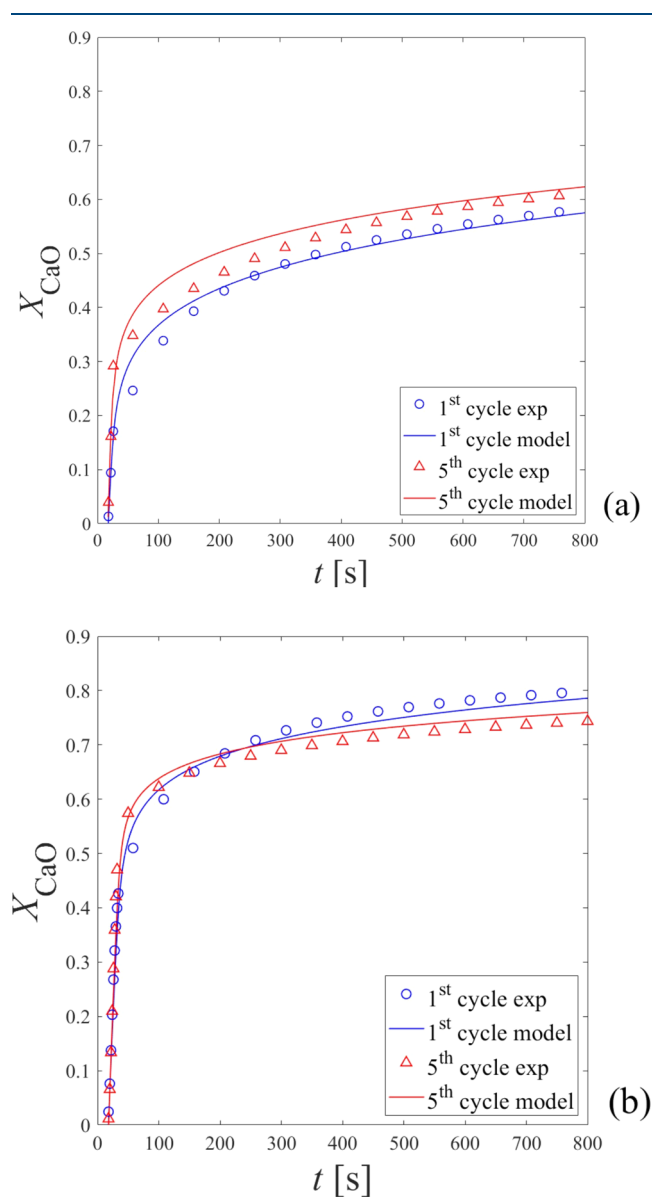 0.9
0.8
0.7
0.6
0.5
0.4
0.3
0.2
0.1
0
X_CaO
0 100 200 300 400 500 600 700 800
t [s]
1st cycle exp
1st cycle model
5th cycle exp
5th cycle model
(a)
0.9
0.8
0.7
0.6
0.5
0.4
0.3
0.2
0.1
0
X_CaO
0 100 200 300 400 500 600 700 800
t [s]
1st cycle exp
1st cycle model
5th cycle exp
5th cycle model
(b)